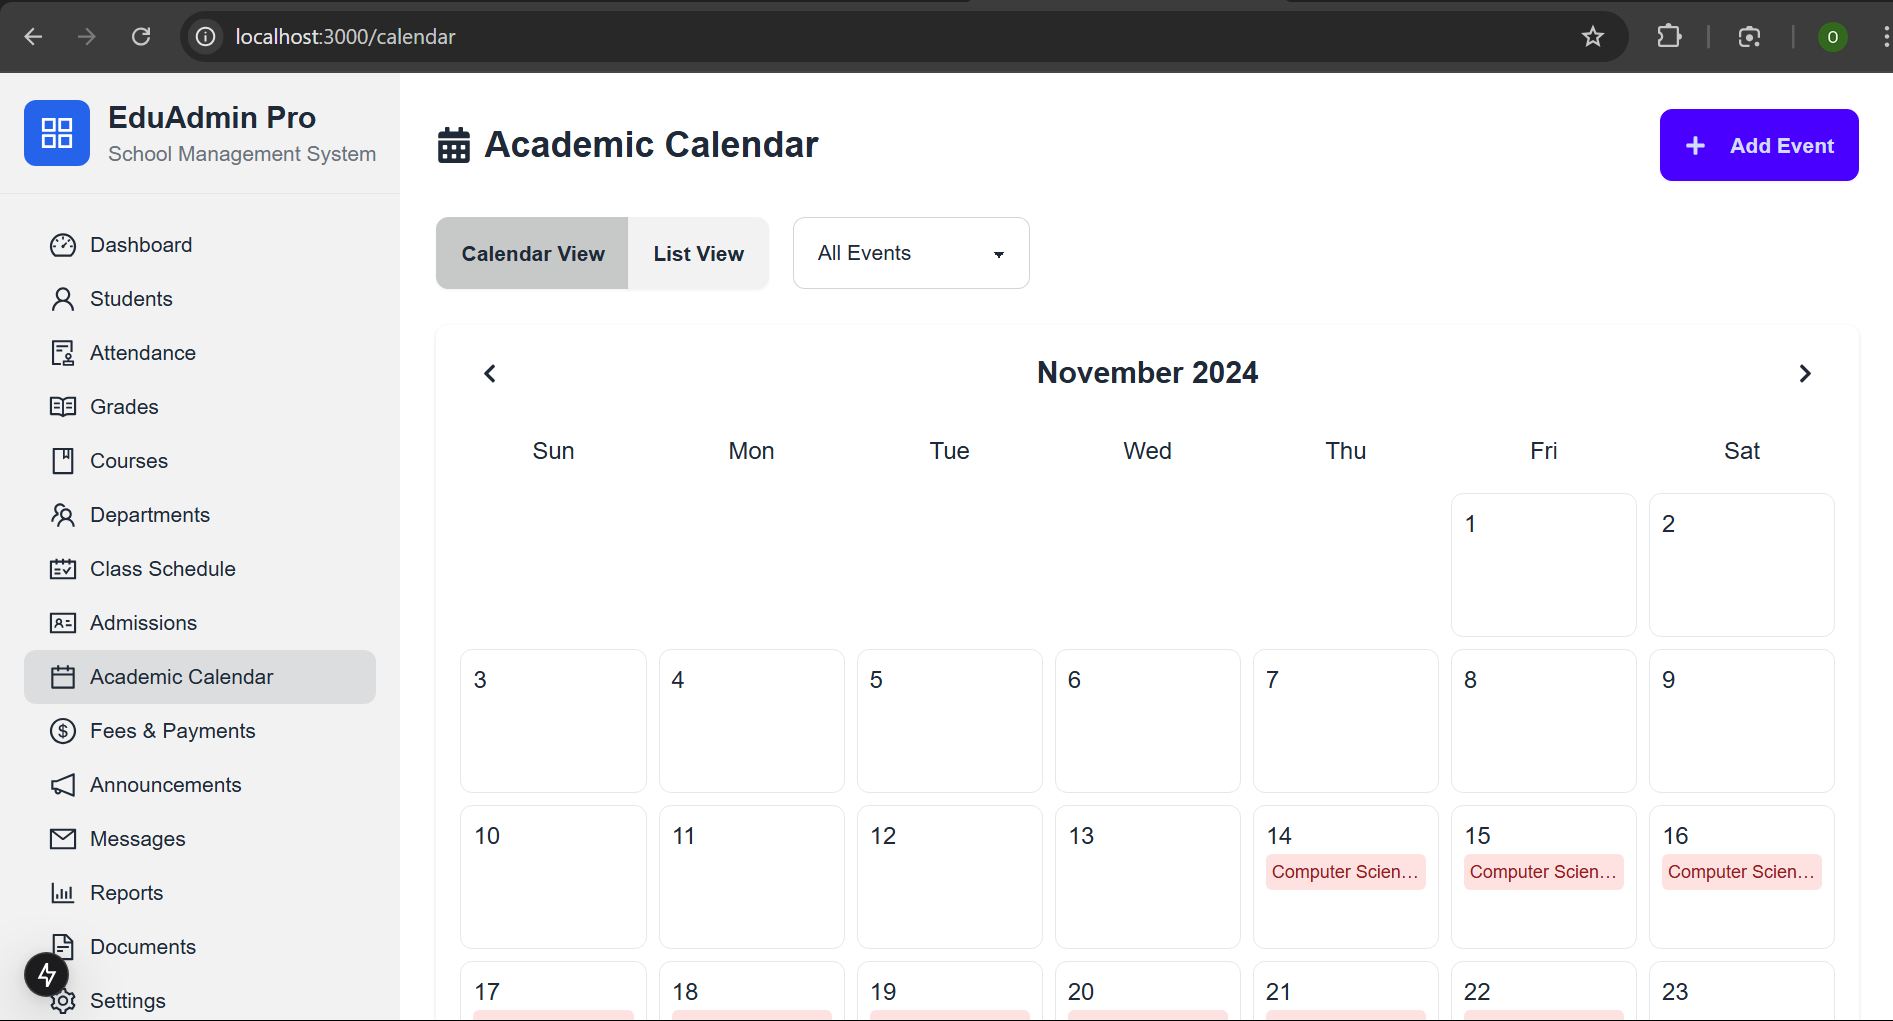 localhost:3000/calendar
O
EduAdmin Pro
School Management System
Dashboard
Students
Attendance
Grades
Courses
Departments
Class Schedule
Admissions
Academic Calendar
Fees & Payments
Announcements
Messages
Reports
Documents
Settings
Academic Calendar
+ Add Event
Calendar View List View All Events
November 2024
Sun Mon Tue Wed Thu Fri Sat
1 2
3 4 5 6 7 8 9
10 11 12 13 14 15 16
Computer Scien... Computer Scien... Computer Scien...
17 18 19 20 21 22 23